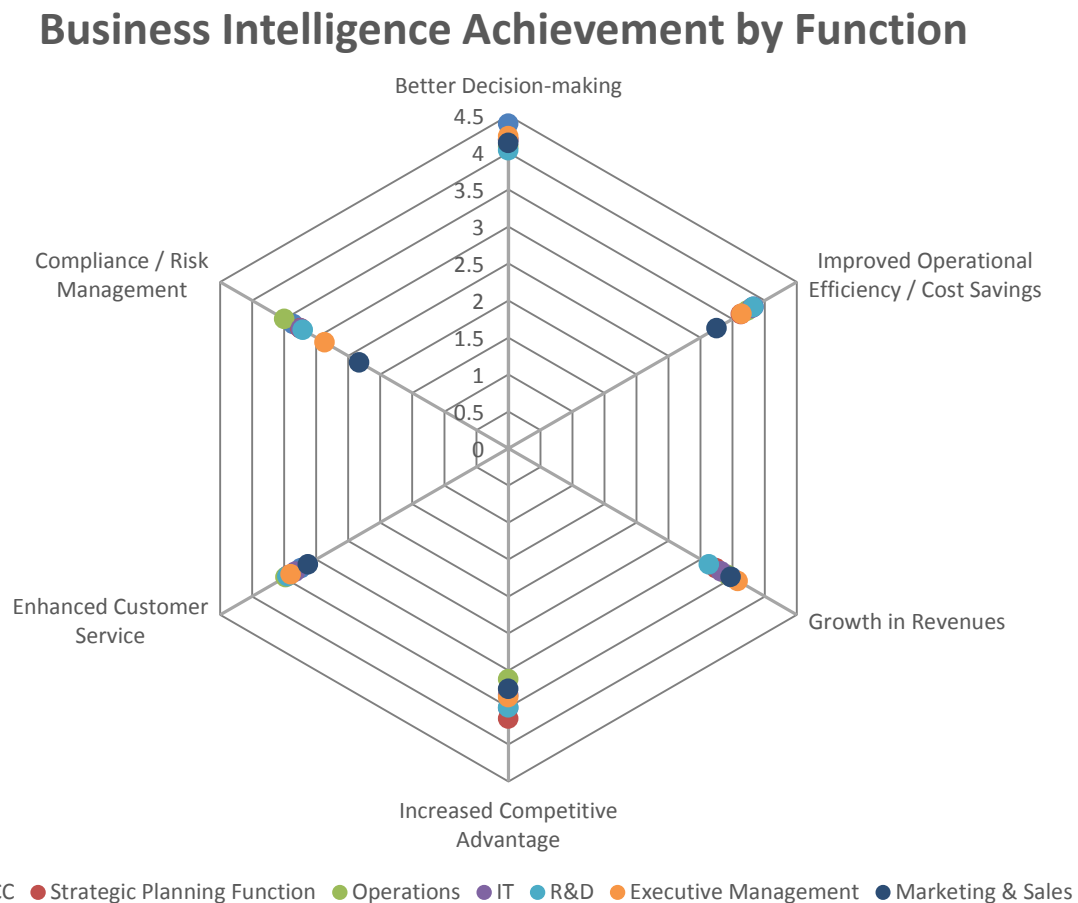 Business Intelligence Achievement by Function
Better Decision-making
4.5
4
3.5
3
2.5
2
1.5
1
0.5
0
Compliance / Risk
Management
Improved Operational
Efficiency / Cost Savings
Enhanced Customer
Service
Growth in Revenues
Increased Competitive
Advantage
Strategic Planning Function Operations IT R&D Executive Management Marketing & Sales